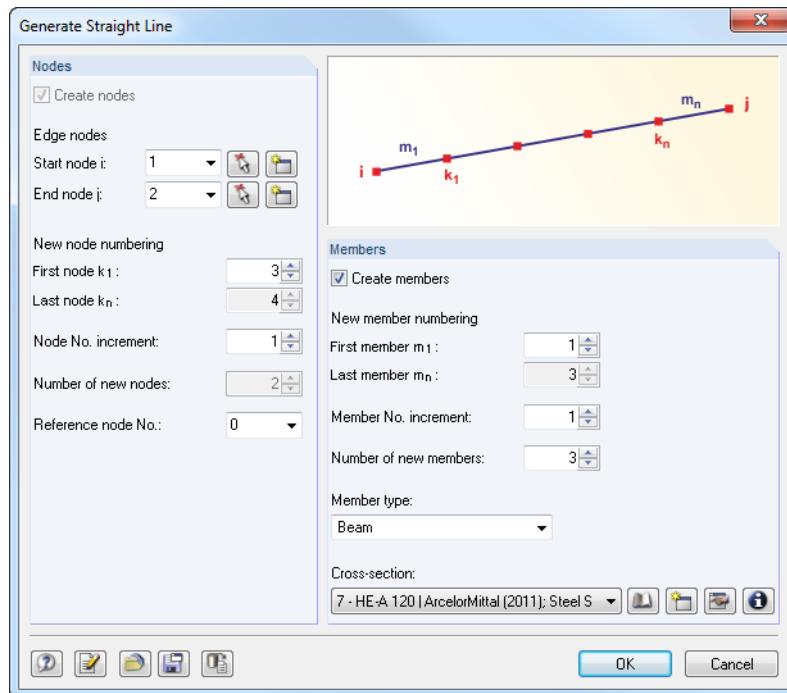 Generate Straight Line
Nodes
Create nodes
Edge nodes
Start node i: 1
End node j: 2
New node numbering
First node k1 : 3
Last node kn : 4
Node No. increment: 1
Number of new nodes: 2
Reference node No.: 0
i
m1
k1
mn
kn
j
Members
Create members
New member numbering
First member m1 : 1
Last member mn : 3
Member No. increment: 1
Number of new members: 3
Member type:
Beam
Cross-section:
7 - HE-A 120 | ArcelorMittal (2011); Steel S
OK
Cancel